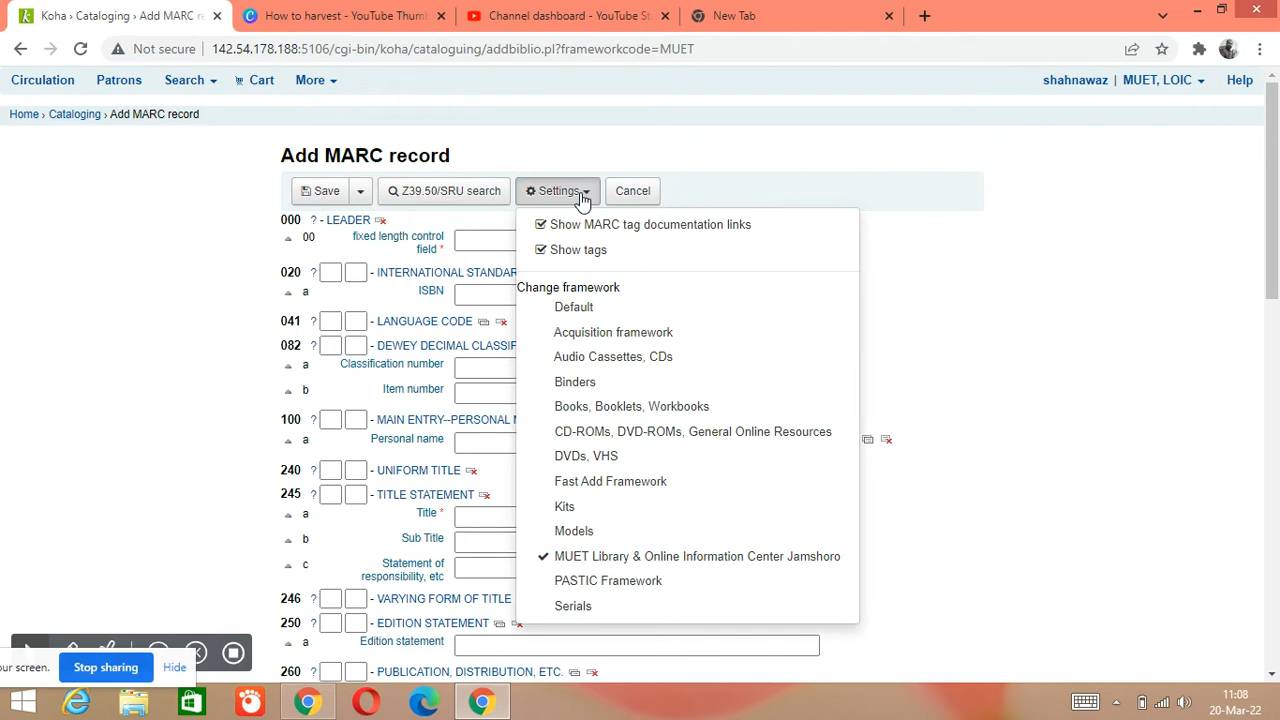 Koha › Cataloging › Add MARC re
How to harvest - YouTube Thumb
Channel dashboard - YouTube St
New Tab
Not secure
142.54.178.188:5106/cgi-bin/koha/cataloguing/addbiblio.pl?frameworkcode=MUET
Circulation Patrons Search Cart More
shahnawaz | MUET, LOIC Help
Home › Cataloging › Add MARC record
Add MARC record
Save Z39.50/SRU search Settings Cancel
Show MARC tag documentation links
Show tags
Change framework
Default
Acquisition framework
Audio Cassettes, CDs
Binders
Books, Booklets, Workbooks
CD-ROMs, DVD-ROMs, General Online Resources
DVDs, VHS
Fast Add Framework
Kits
Models
MUET Library & Online Information Center Jamshoro
PASTIC Framework
Serials
000 ? - LEADER
00 fixed length control
field *
020 ? - INTERNATIONAL STANDAR
a ISBN
041 ? - LANGUAGE CODE
082 ? - DEWEY DECIMAL CLASSIF
a Classification number
b Item number
100 ? - MAIN ENTRY--PERSONAL
a Personal name
240 ? - UNIFORM TITLE
245 ? - TITLE STATEMENT
a Title *
b Sub Title
c Statement of
responsibility, etc
246 ? - VARYING FORM OF TITLE
250 ? - EDITION STATEMENT
a Edition statement
260 ? - PUBLICATION, DISTRIBUTION, ETC.
our screen. Stop sharing Hide
11:08
20-Mar-22